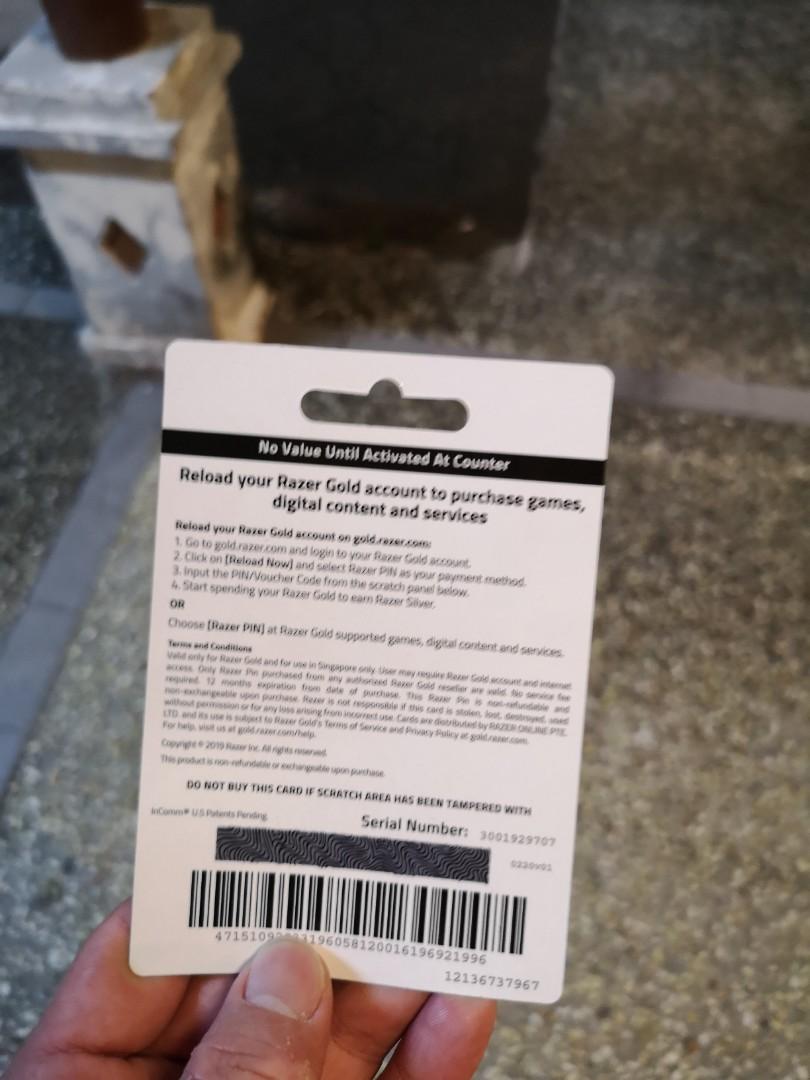 No Value Until Activated At Counter
Reload your Razer Gold account to purchase games,
digital content and services
Reload your Razer Gold account on gold.razer.com:
1. Go to gold.razer.com and login to your Razer Gold account.
2. Click on [Reload Now] and select Razer PIN as your payment method.
3. Input the PIN/Voucher Code from the scratch panel below.
4. Start spending your Razer Gold to earn Razer Silver.
OR
Choose [Razer PIN] at Razer Gold supported games, digital content and services.
Terms and Conditions
Valid only for Razer Gold and for use in Singapore only. User may require Razer Gold account and internet
access. Only Razer Pin purchased from any authorized Razer Gold reseller are valid. No service fee
required. 12 months expiration from date of purchase. This Razer Pin is non-refundable and
non-exchangeable upon purchase. Razer is not responsible if this card is stolen, lost, destroyed, used
without permission or for any loss arising from incorrect use. Cards are distributed by RAZER ONLINE PTE.
LTD. and its use is subject to Razer Gold's Terms of Service and Privacy Policy at gold.razer.com.
For help, visit us at gold.razer.com/help.
Copyright © 2019 Razer Inc. All rights reserved.
This product is non-refundable or exchangeable upon purchase.
DO NOT BUY THIS CARD IF SCRATCH AREA HAS BEEN TAMPERED WITH
InComm® U.S Patents Pending.
Serial Number: 3001929707
0220v01
12136737967